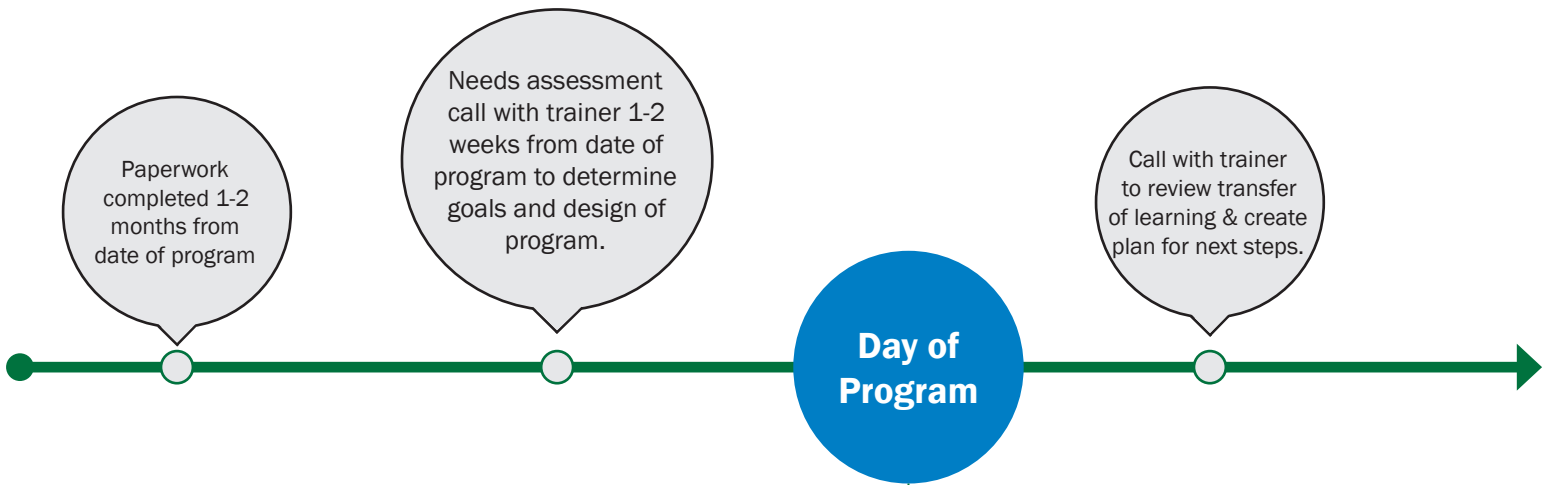 Paperwork
completed 1-2
months from
date of program
Needs assessment
call with trainer 1-2
weeks from date of
program to determine
goals and design of
program.
Day of
Program
Call with trainer
to review transfer
of learning & create
plan for next steps.